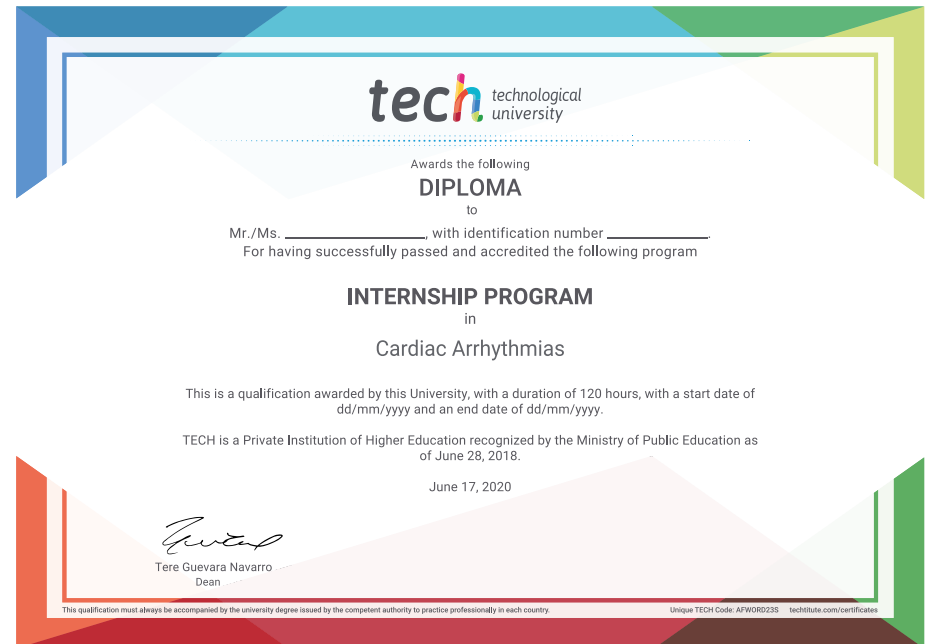 tech technological
university
Awards the following
DIPLOMA
to
Mr./Ms. ____________________, with identification number ______________.
For having successfully passed and accredited the following program
INTERNSHIP PROGRAM
in
Cardiac Arrhythmias
This is a qualification awarded by this University, with a duration of 120 hours, with a start date of
dd/mm/yyyy and an end date of dd/mm/yyyy.
TECH is a Private Institution of Higher Education recognized by the Ministry of Public Education as
of June 28, 2018.
June 17, 2020
Tere Guevara Navarro
Dean
This qualification must always be accompanied by the university degree issued by the competent authority to practice professionally in each country.
Unique TECH Code: AFWORD23S techtitute.com/certificates